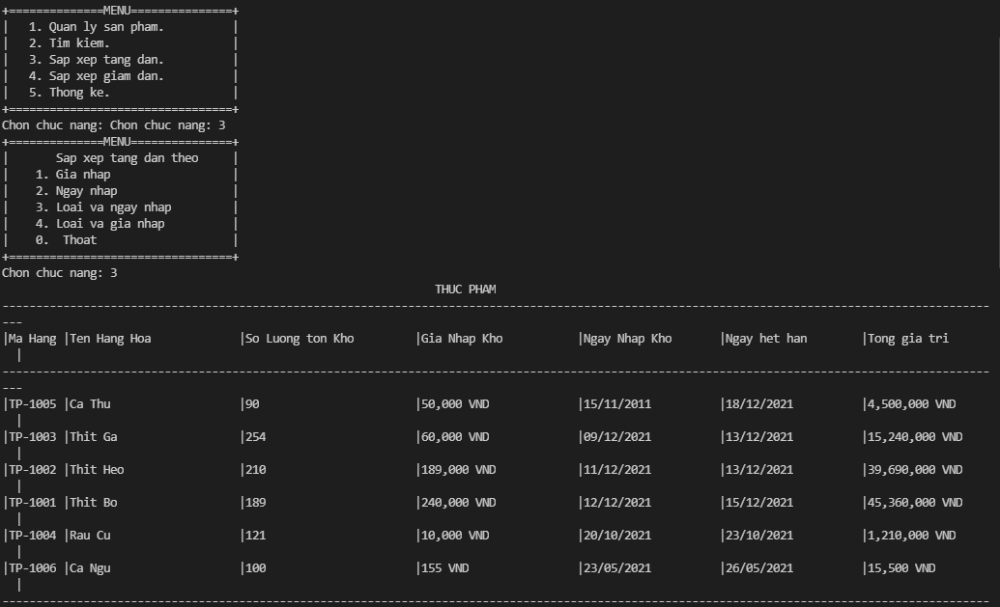 +==============MENU===============+
|   1. Quan ly san pham.          |
|   2. Tim kiem.                  |
|   3. Sap xep tang dan.          |
|   4. Sap xep giam dan.          |
|   5. Thong ke.                  |
+=================================+
Chon chuc nang: Chon chuc nang: 3
+==============MENU===============+
|       Sap xep tang dan theo     |
|    1. Gia nhap                  |
|    2. Ngay nhap                 |
|    3. Loai va ngay nhap         |
|    4. Loai va gia nhap          |
|    0.  Thoat                    |
+=================================+
Chon chuc nang: 3
THUC PHAM
--------------------------------------------------------------------------------------------------------------------------------------------------
---
|Ma Hang |Ten Hang Hoa             |So Luong ton Kho         |Gia Nhap Kho           |Ngay Nhap Kho       |Ngay het han        |Tong gia tri
  |
--------------------------------------------------------------------------------------------------------------------------------------------------
---
|TP-1005 |Ca Thu                   |90                       |50,000 VND             |15/11/2011          |18/12/2021          |4,500,000 VND
  |
|TP-1003 |Thit Ga                  |254                      |60,000 VND             |09/12/2021          |13/12/2021          |15,240,000 VND
  |
|TP-1002 |Thit Heo                 |210                      |189,000 VND            |11/12/2021          |13/12/2021          |39,690,000 VND
  |
|TP-1001 |Thit Bo                  |189                      |240,000 VND            |12/12/2021          |15/12/2021          |45,360,000 VND
  |
|TP-1004 |Rau Cu                   |121                      |10,000 VND             |20/10/2021          |23/10/2021          |1,210,000 VND
  |
|TP-1006 |Ca Ngu                   |100                      |155 VND                |23/05/2021          |26/05/2021          |15,500 VND
  |
--------------------------------------------------------------------------------------------------------------------------------------------------